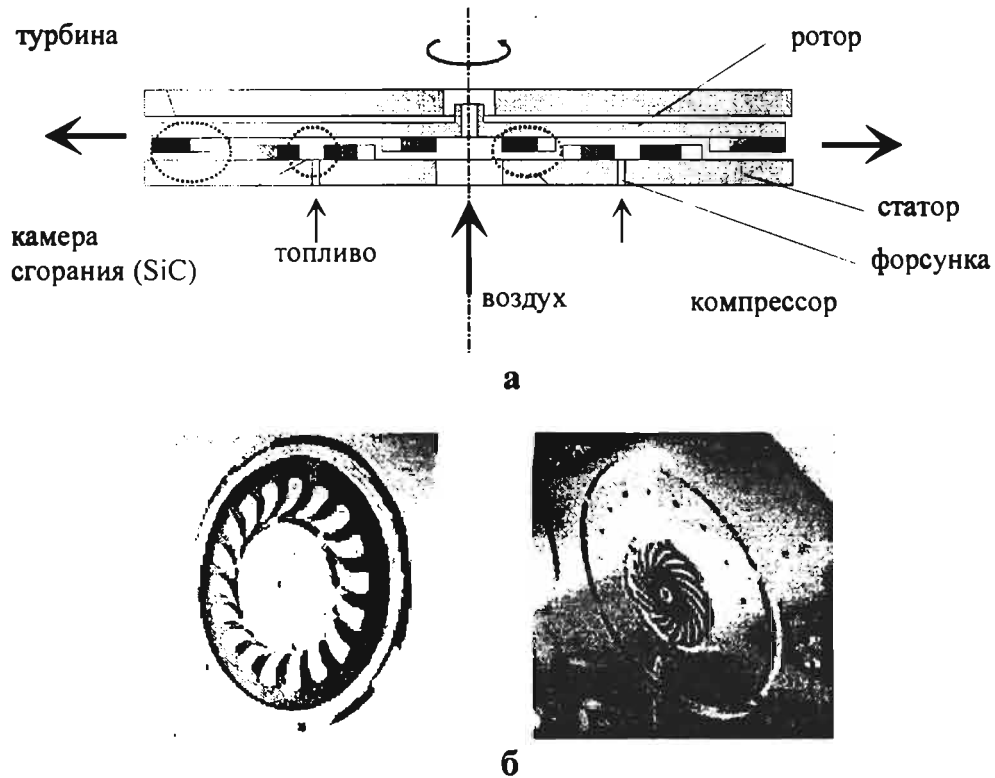 турбина
ротор
статор
камера
сгорания (SiC)
топливо
форсунка
воздух
компрессор
а
б